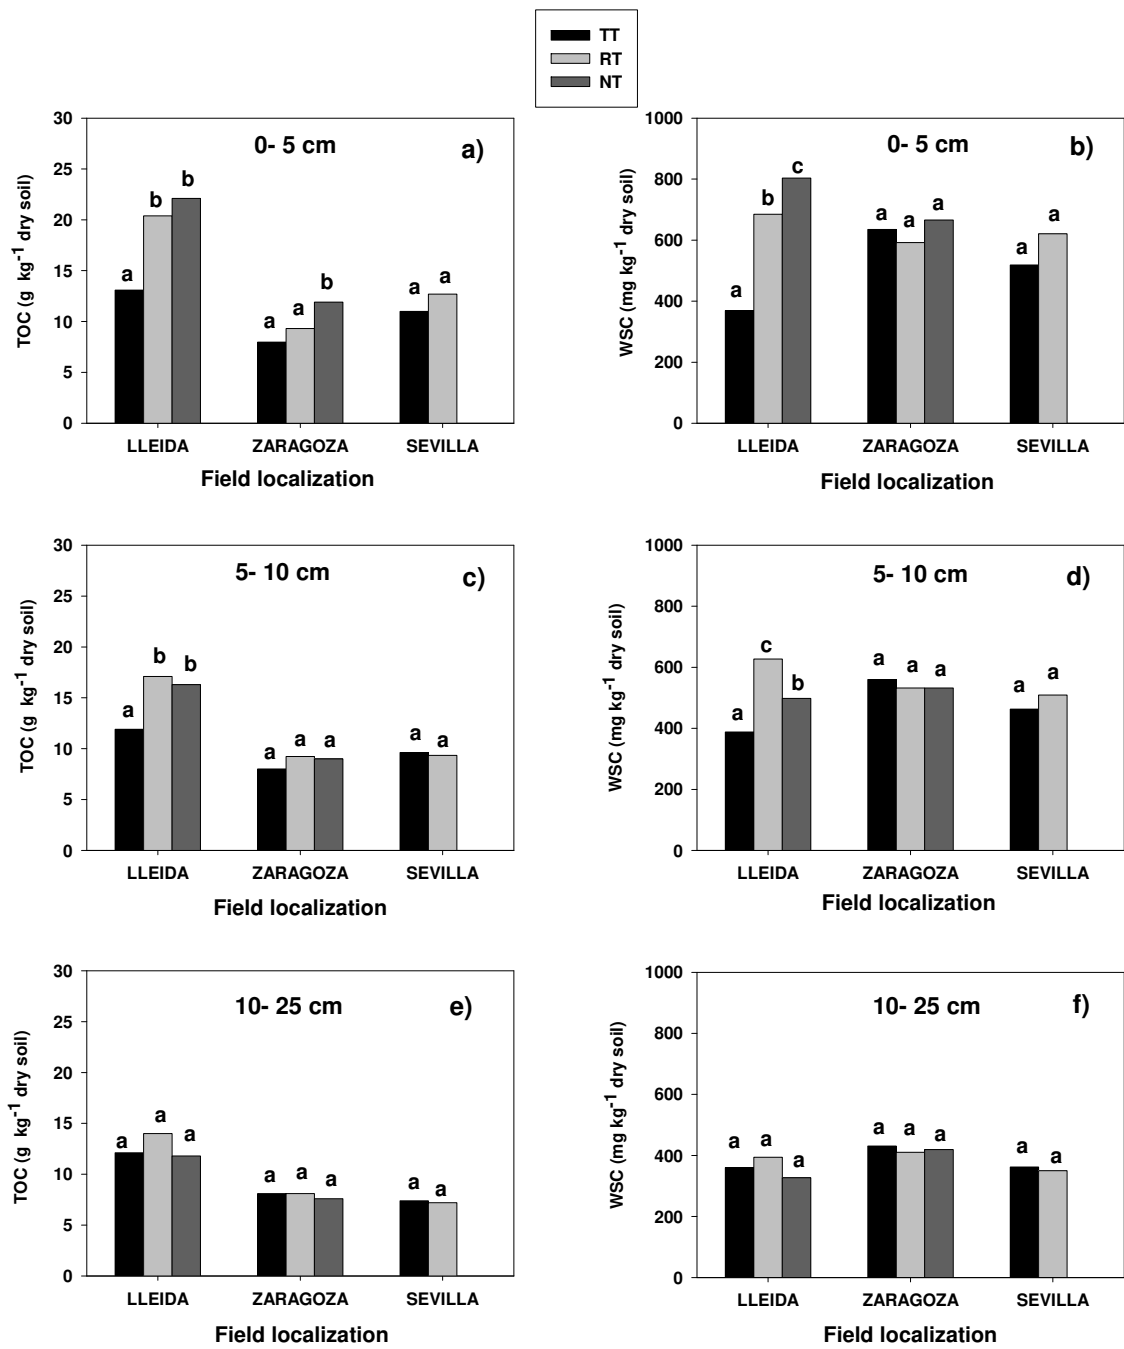 TT
RT
NT
0- 5 cm
a)
TOC (g kg-1 dry soil)
30
25
20
15
10
5
0
a
b
b
a
a
b
a
a
LLEIDA
ZARAGOZA
SEVILLA
Field localization
0- 5 cm
b)
WSC (mg kg-1 dry soil)
1000
800
600
400
200
0
a
b
c
a
a
a
a
a
LLEIDA
ZARAGOZA
SEVILLA
Field localization
5- 10 cm
c)
TOC (g kg-1 dry soil)
30
25
20
15
10
5
0
a
b
b
a
a
a
a
a
LLEIDA
ZARAGOZA
SEVILLA
Field localization
5- 10 cm
d)
WSC (mg kg-1 dry soil)
1000
800
600
400
200
0
a
c
b
a
a
a
a
a
LLEIDA
ZARAGOZA
SEVILLA
Field localization
10- 25 cm
e)
TOC (g kg-1 dry soil)
30
25
20
15
10
5
0
a
a
a
a
a
a
a
a
LLEIDA
ZARAGOZA
SEVILLA
Field localization
10- 25 cm
f)
WSC (mg kg-1 dry soil)
1000
800
600
400
200
0
a
a
a
a
a
a
a
a
LLEIDA
ZARAGOZA
SEVILLA
Field localization